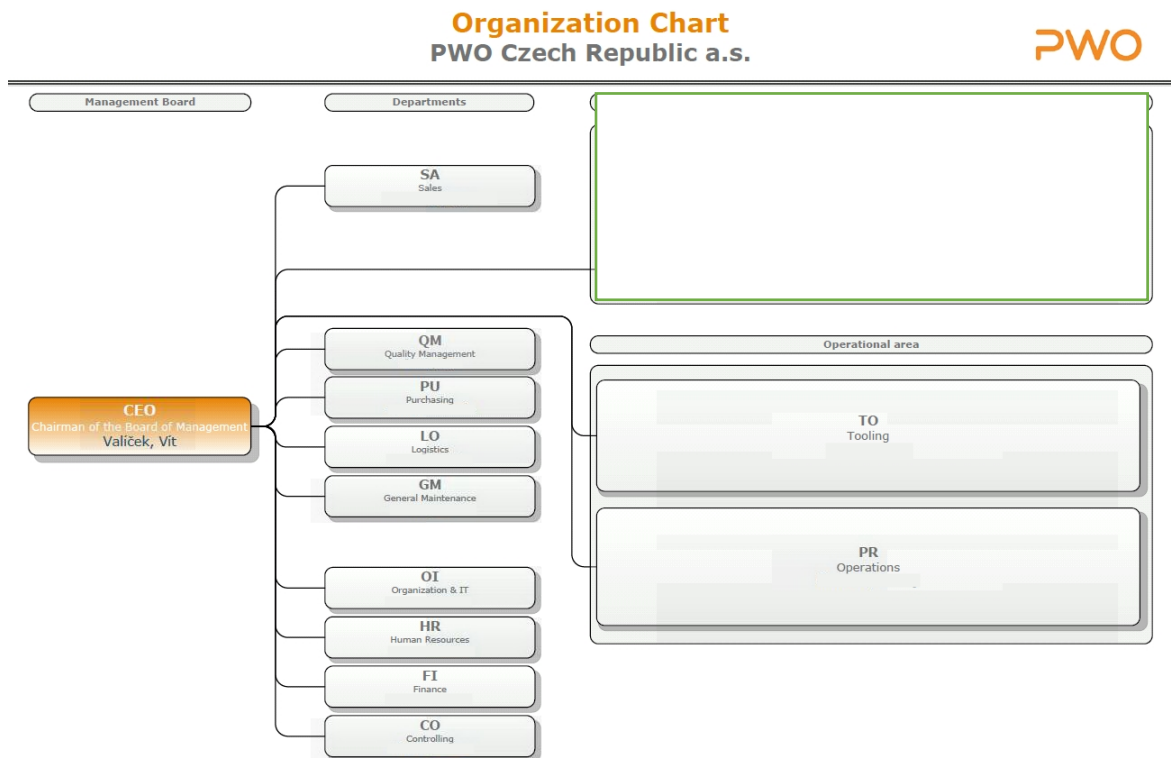 Organization Chart
PWO Czech Republic a.s.
PWO
Management Board
Departments
SA
Sales
QM
Quality Management
Operational area
PU
Purchasing
CEO
Chairman of the Board of Management
Valíček, Vít
TO
Tooling
LO
Logistics
GM
General Maintenance
PR
Operations
OI
Organization & IT
HR
Human Resources
FI
Finance
CO
Controlling